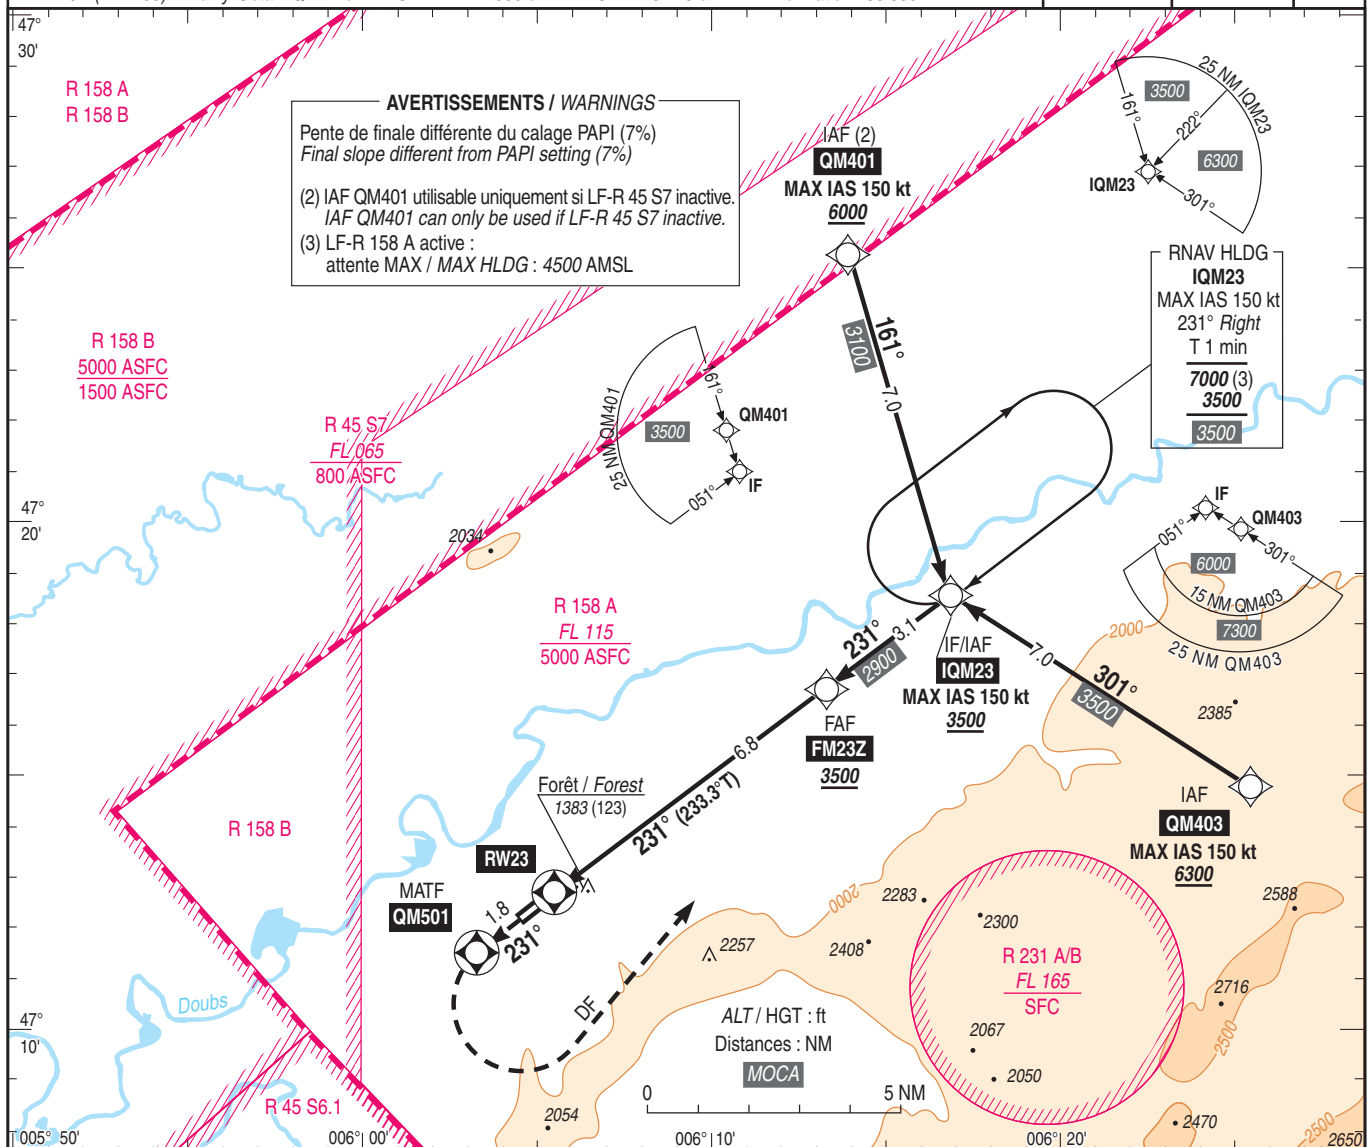 47°
30'
R 158 A
R 158 B
AVERTISSEMENTS / WARNINGS
Pente de finale différente du calage PAPI (7%)
Final slope different from PAPI setting (7%)
(2) IAF QM401 utilisable uniquement si LF-R 45 S7 inactive.
IAF QM401 can only be used if LF-R 45 S7 inactive.
(3) LF-R 158 A active :
attente MAX / MAX HLDG : 4500 AMSL
IAF (2)
QM401
MAX IAS 150 kt
6000
25 NM IQM23
3500
161°
222°
6300
IQM23
301°
RNAV HLDG
IQM23
MAX IAS 150 kt
231° Right
T 1 min
7000 (3)
3500
3500
R 158 B
5000 ASFC
1500 ASFC
161°
3100
7.0
25 NM QM401
161°
3500
QM401
051°
IF
R 45 S7
FL 065
800 ASFC
47°
20'
2034
IF
QM403
051°
301°
6000
15 NM QM403
7300
25 NM QM403
R 158 A
FL 115
5000 ASFC
2000
231°
3.1
2900
IF/IAF
IQM23
MAX IAS 150 kt
3500
7.0
301°
3500
2385
FAF
FM23Z
3500
6.8
231° (233.3°T)
Forêt / Forest
1383 (123)
IAF
QM403
MAX IAS 150 kt
6300
R 158 B
RW23
MATF
QM501
1.8
231°
2000
2283
2300
2588
2408
2257
R 231 A/B
FL 165
SFC
2716
Doubs
DF
ALT / HGT : ft
Distances : NM
MOCA
2067
2050
2500
47°
10'
0
5 NM
R 45 S6.1
2054
2470
2500
2650
005° 50'
006° 00'
006° 10'
006° 20'